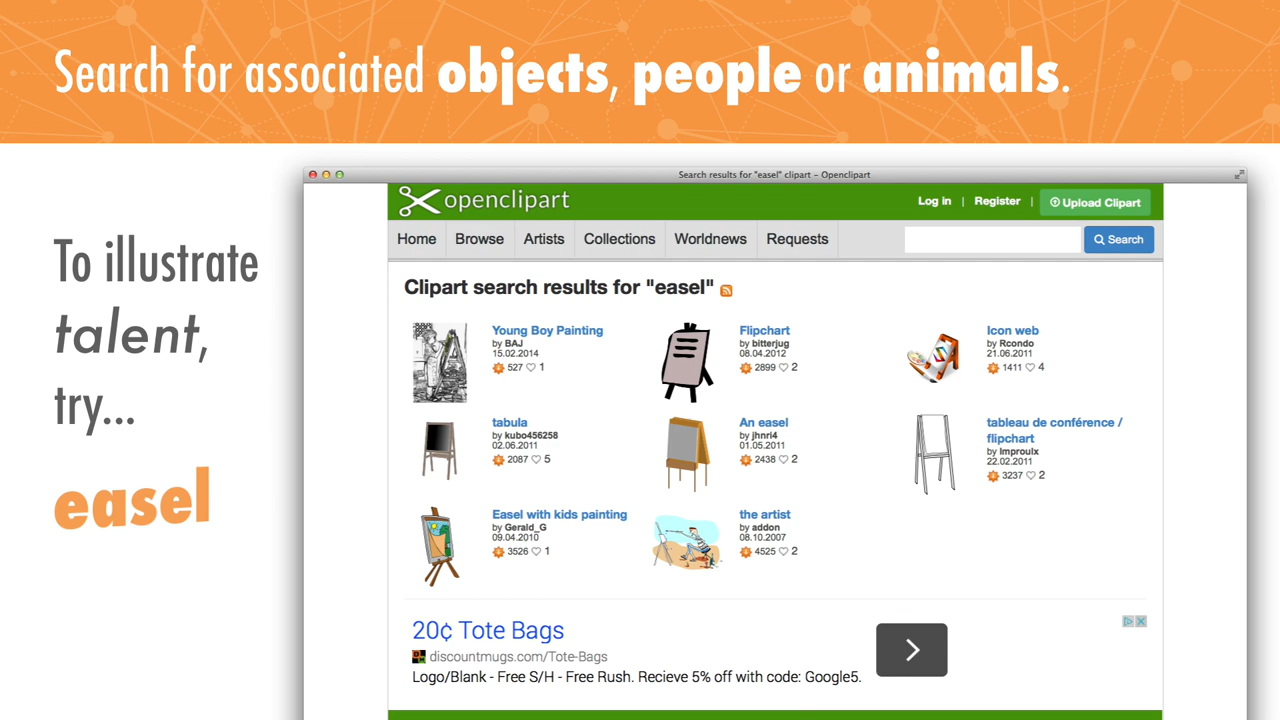 Search for associated objects, people or animals.
To illustrate
talent,
try...
easel
Search results for "easel" clipart – Openclipart
openclipart
Log in | Register | Upload Clipart
Home Browse Artists Collections Worldnews Requests Search
Clipart search results for "easel"
Young Boy Painting
by BAJ
15.02.2014
527 1
Flipchart
by bitterjug
08.04.2012
2899 2
Icon web
by Rcondo
21.06.2011
1411 4
tabula
by kubo456258
02.06.2011
2087 5
An easel
by jhnri4
01.05.2011
2438 2
tableau de conférence /
flipchart
by Improulx
22.02.2011
3237 2
Easel with kids painting
by Gerald_G
09.04.2010
3526 1
the artist
by addon
08.10.2007
4525 2
20¢ Tote Bags
discountmugs.com/Tote-Bags
Logo/Blank - Free S/H - Free Rush. Recieve 5% off with code: Google5.